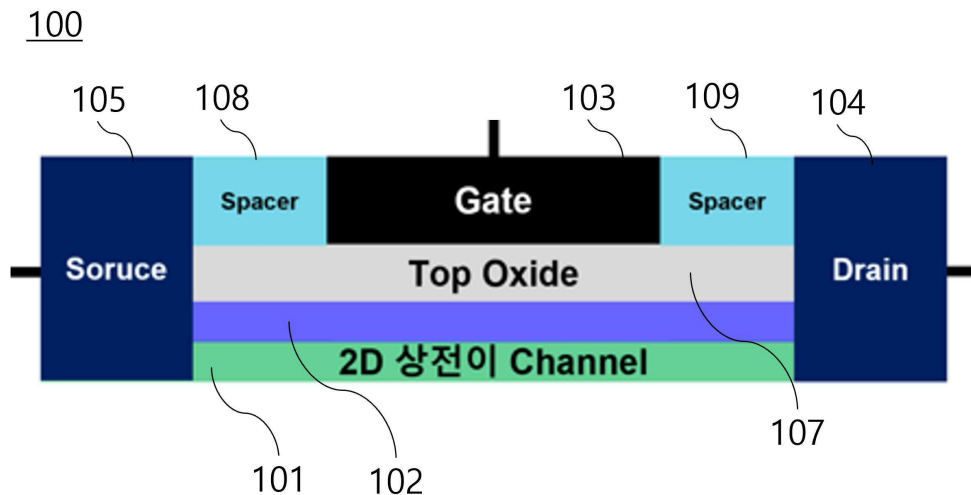 100
105
108
103
109
104
Spacer
Gate
Spacer
Soruce
Top Oxide
Drain
2D 상전이 Channel
101
102
107